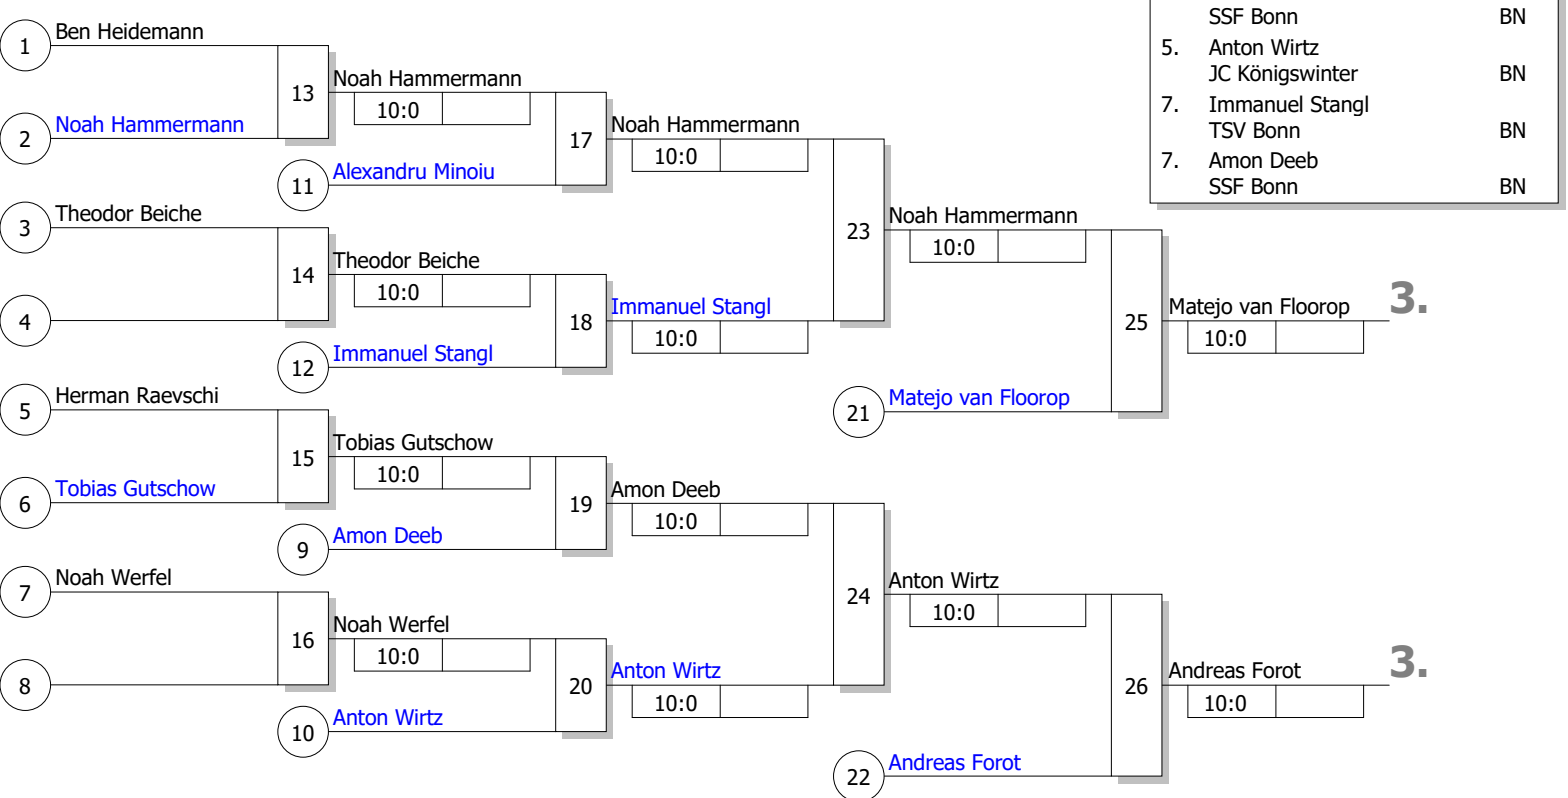 SSF Bonn BN
5. Anton Wirtz
JC Königswinter BN
7. Immanuel Stangl
TSV Bonn BN
7. Amon Deeb
SSF Bonn BN
1 Ben Heidemann
13
Noah Hammermann
10:0
2 Noah Hammermann
17
Noah Hammermann
10:0
11 Alexandru Minoiu
3 Theodor Beiche
14
Theodor Beiche
10:0
4
18
Immanuel Stangl
10:0
12 Immanuel Stangl
23
Noah Hammermann
10:0
5 Herman Raevschi
15
Tobias Gutschow
10:0
6 Tobias Gutschow
19
Amon Deeb
10:0
9 Amon Deeb
7 Noah Werfel
16
Noah Werfel
10:0
8
20
Anton Wirtz
10:0
10 Anton Wirtz
24
Anton Wirtz
10:0
25
Matejo van Floorop 3.
10:0
21 Matejo van Floorop
26
Andreas Forot 3.
10:0
22 Andreas Forot